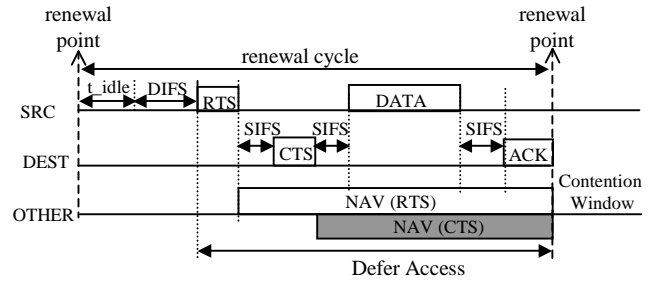 renewal
point
renewal
point
renewal cycle
t_idle DIFS
RTS
DATA
SRC
SIFS SIFS SIFS
CTS
ACK
DEST
Contention
Window
NAV (RTS)
OTHER
NAV (CTS)
Defer Access